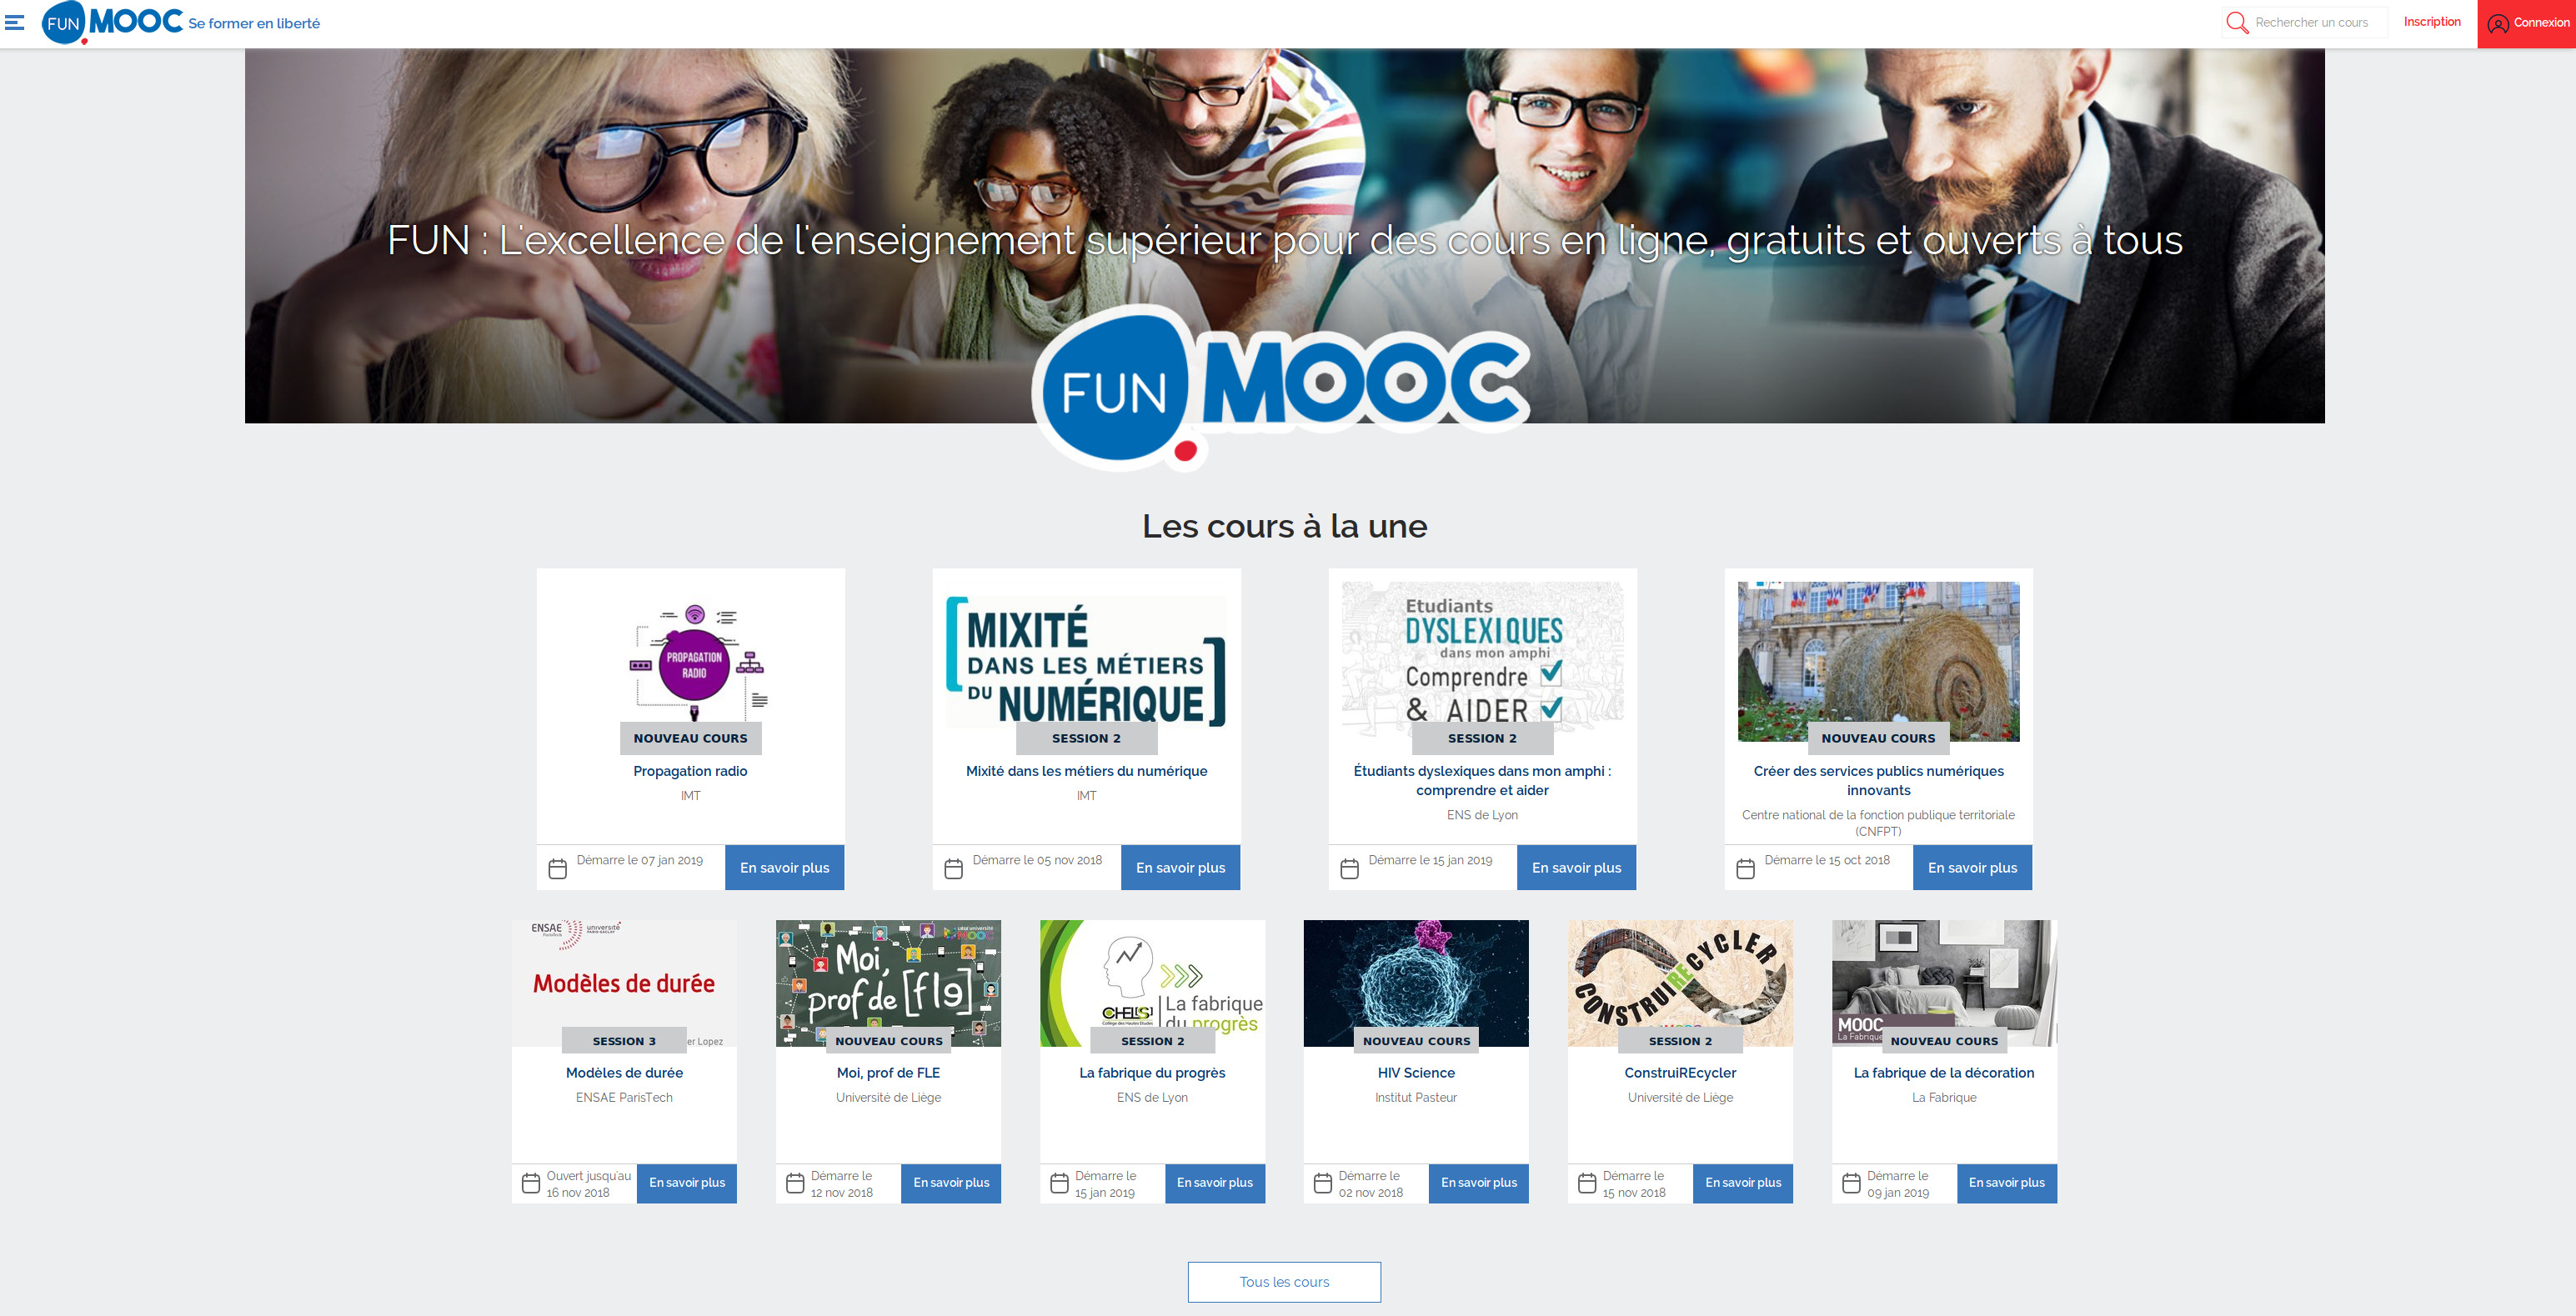 FUN MOOC Se former en liberté
Rechercher un cours
Inscription
Connexion
FUN : L'excellence de l'enseignement supérieur pour des cours en ligne, gratuits et ouverts à tous
FUN MOOC
Les cours à la une
PROPAGATION
RADIO
NOUVEAU COURS
Propagation radio
IMT
Démarre le 07 jan 2019
En savoir plus
MIXITÉ
DANS LES MÉTIERS
DU NUMÉRIQUE
SESSION 2
Mixité dans les métiers du numérique
IMT
Démarre le 05 nov 2018
En savoir plus
Etudiants
DYSLEXIQUES
dans mon amphi
Comprendre
& AIDER
SESSION 2
Étudiants dyslexiques dans mon amphi :
comprendre et aider
ENS de Lyon
Démarre le 15 jan 2019
En savoir plus
NOUVEAU COURS
Créer des services publics numériques
innovants
Centre national de la fonction publique territoriale
(CNFPT)
Démarre le 15 oct 2018
En savoir plus
ENSAE
université
Modèles de durée
er Lopez
SESSION 3
Modèles de durée
ENSAE ParisTech
Ouvert jusqu'au
16 nov 2018
En savoir plus
MOOC
Moi,
prof de [fle]
NOUVEAU COURS
Moi, prof de FLE
Université de Liège
Démarre le
12 nov 2018
En savoir plus
CHEL[S]
Collège des Hautes Études
La fabrique
du progrès
SESSION 2
La fabrique du progrès
ENS de Lyon
Démarre le
15 jan 2019
En savoir plus
NOUVEAU COURS
HIV Science
Institut Pasteur
Démarre le
02 nov 2018
En savoir plus
CONSTRUIRECYCLER
SESSION 2
ConstruiREcycler
Université de Liège
Démarre le
15 nov 2018
En savoir plus
MOOC
La Fabrique
NOUVEAU COURS
La fabrique de la décoration
La Fabrique
Démarre le
09 jan 2019
En savoir plus
Tous les cours